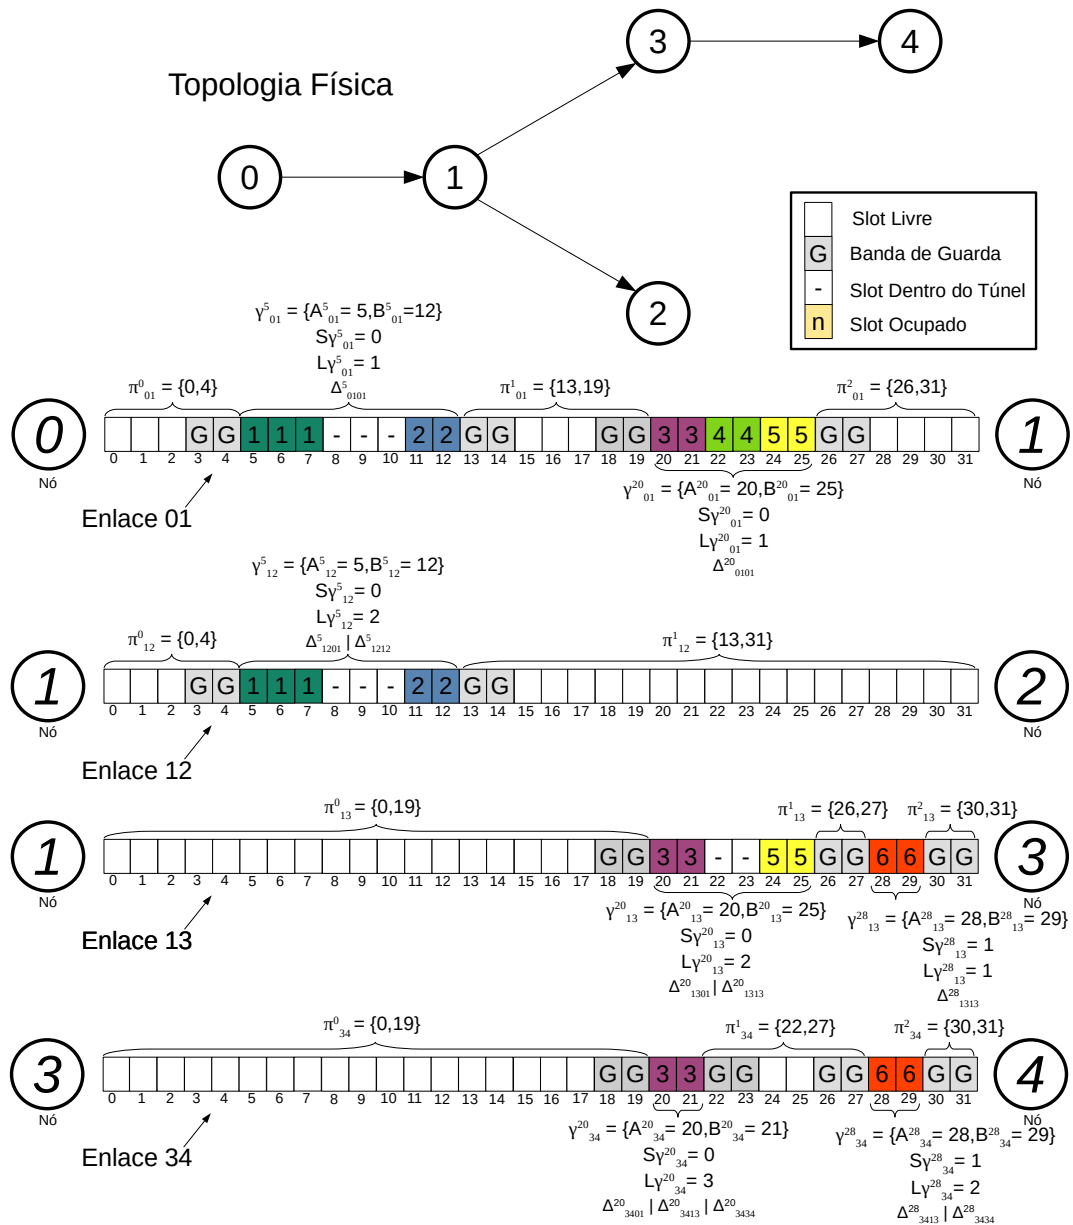 3
4
Topologia Física
0
1
2
Slot Livre
G Banda de Guarda
- Slot Dentro do Túnel
n Slot Ocupado
γ⁵₀₁ = {A⁵₀₁= 5,B⁵₀₁=12}
Sγ⁵₀₁= 0
Lγ⁵₀₁= 1
Δ⁵₀₁₀₁
π⁰₀₁ = {0,4}
π¹₀₁ = {13,19}
π²₀₁ = {26,31}
0 G G 1 1 1 - - - 2 2 G G G G 3 3 4 4 5 5 G G 1
0 1 2 3 4 5 6 7 8 9 10 11 12 13 14 15 16 17 18 19 20 21 22 23 24 25 26 27 28 29 30 31
Nó
Nó
Enlace 01
γ²⁰₀₁ = {A²⁰₀₁= 20,B²⁰₀₁= 25}
Sγ²⁰₀₁= 0
Lγ²⁰₀₁= 1
Δ²⁰₀₁₀₁
γ⁵₁₂ = {A⁵₁₂= 5,B⁵₁₂= 12}
Sγ⁵₁₂= 0
Lγ⁵₁₂= 2
Δ⁵₁₂₀₁ | Δ⁵₁₂₁₂
π⁰₁₂ = {0,4}
π¹₁₂ = {13,31}
1 G G 1 1 1 - - - 2 2 G G 2
0 1 2 3 4 5 6 7 8 9 10 11 12 13 14 15 16 17 18 19 20 21 22 23 24 25 26 27 28 29 30 31
Nó
Nó
Enlace 12
π⁰₁₃ = {0,19}
π¹₁₃ = {26,27}
π²₁₃ = {30,31}
1 G G 3 3 - - 5 5 G G 6 6 G G 3
0 1 2 3 4 5 6 7 8 9 10 11 12 13 14 15 16 17 18 19 20 21 22 23 24 25 26 27 28 29 30 31
Nó
Nó
Enlace 13
γ²⁰₁₃ = {A²⁰₁₃= 20,B²⁰₁₃= 25}
Sγ²⁰₁₃= 0
Lγ²⁰₁₃= 2
Δ²⁰₁₃₀₁ | Δ²⁰₁₃₁₃
γ²⁸₁₃ = {A²⁸₁₃= 28,B²⁸₁₃= 29}
Sγ²⁸₁₃= 1
Lγ²⁸₁₃= 1
Δ²⁸₁₃₁₃
π⁰₃₄ = {0,19}
π¹₃₄ = {22,27}
π²₃₄ = {30,31}
3 G G 3 3 G G G G 6 6 G G 4
0 1 2 3 4 5 6 7 8 9 10 11 12 13 14 15 16 17 18 19 20 21 22 23 24 25 26 27 28 29 30 31
Nó
Nó
Enlace 34
γ²⁰₃₄ = {A²⁰₃₄= 20,B²⁰₃₄= 21}
Sγ²⁰₃₄= 0
Lγ²⁰₃₄= 3
Δ²⁰₃₄₀₁ | Δ²⁰₃₄₁₃ | Δ²⁰₃₄₃₄
γ²⁸₃₄ = {A²⁸₃₄= 28,B²⁸₃₄= 29}
Sγ²⁸₃₄= 1
Lγ²⁸₃₄= 2
Δ²⁸₃₄₁₃ | Δ²⁸₃₄₃₄